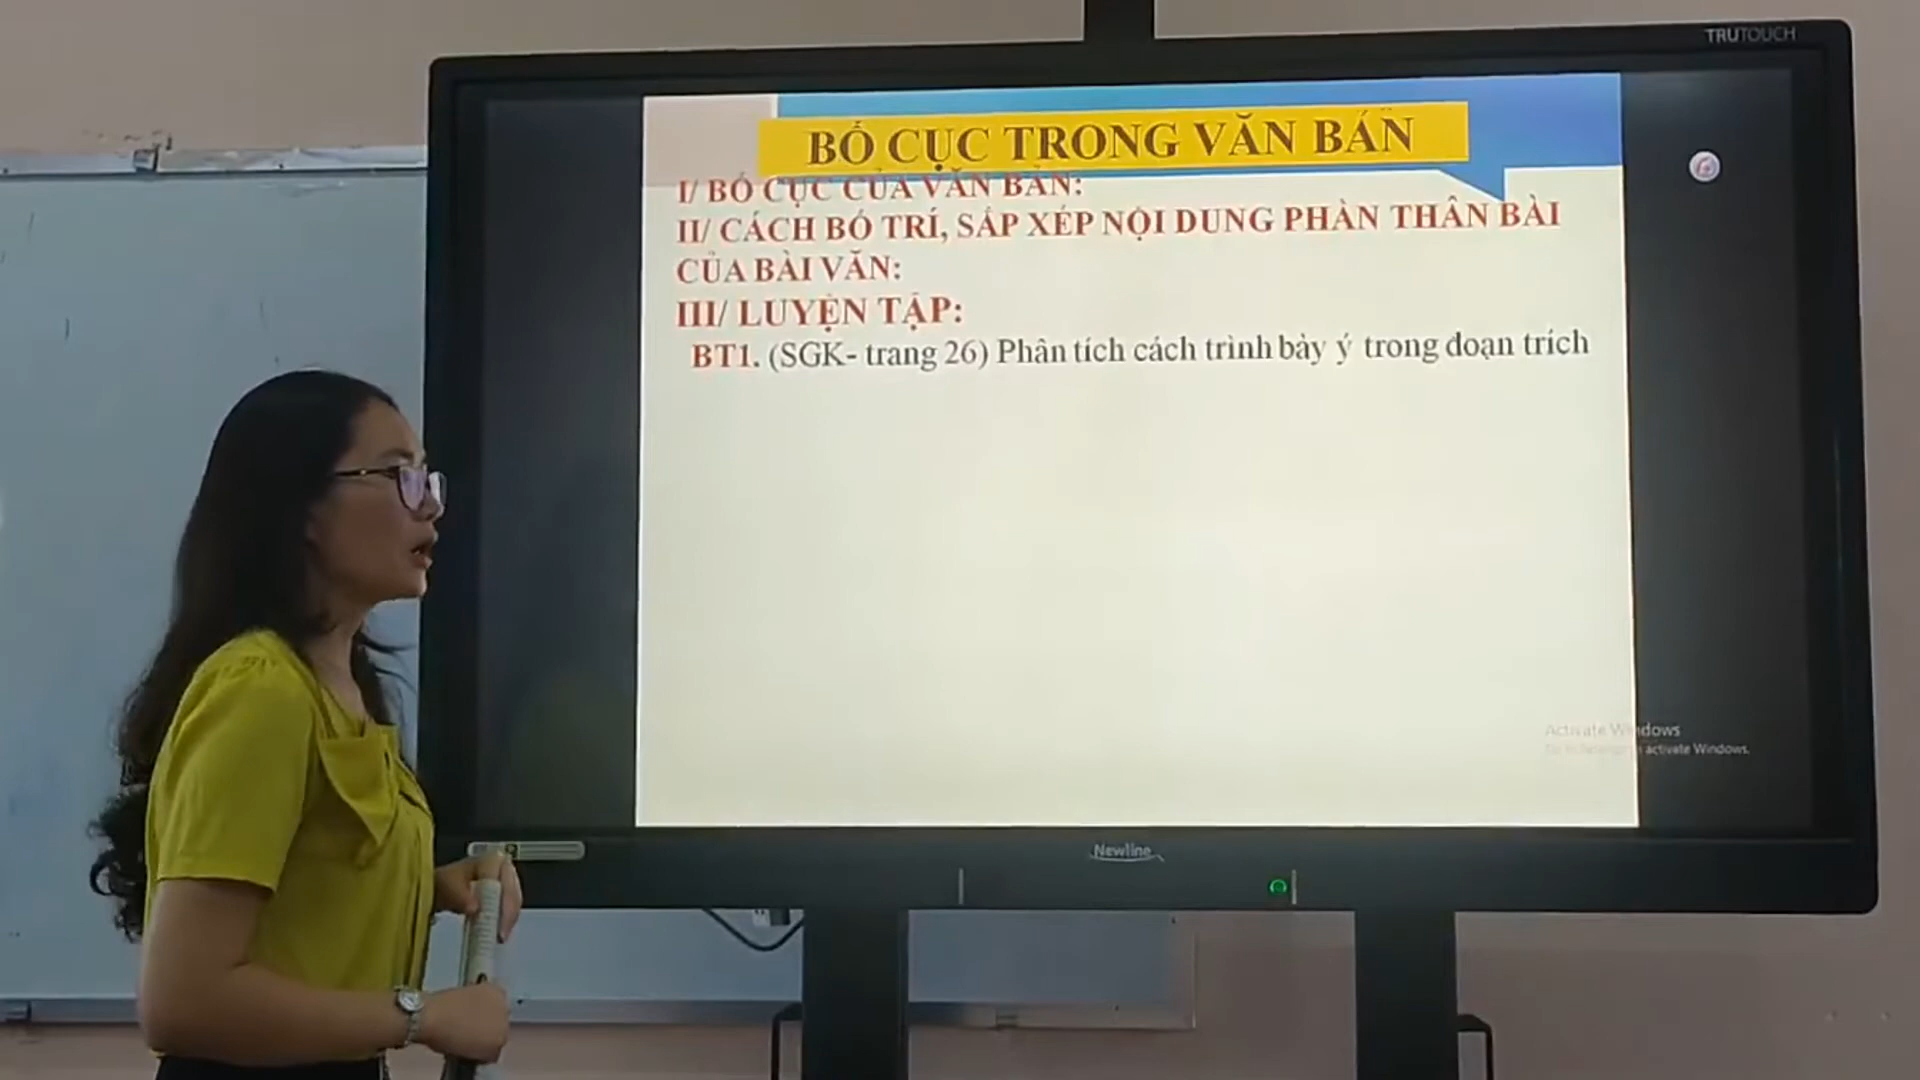 TRUTOUCH
BỐ CỤC TRONG VĂN BẢN
I/ BỐ CỤC CỦA VĂN BẢN:
II/ CÁCH BỐ TRÍ, SẮP XẾP NỘI DUNG PHẦN THÂN BÀI
CỦA BÀI VĂN:
III/ LUYỆN TẬP:
BT1. (SGK- trang 26) Phân tích cách trình bày ý trong đoạn trích
Activate Windows
activate Windows.
Newline